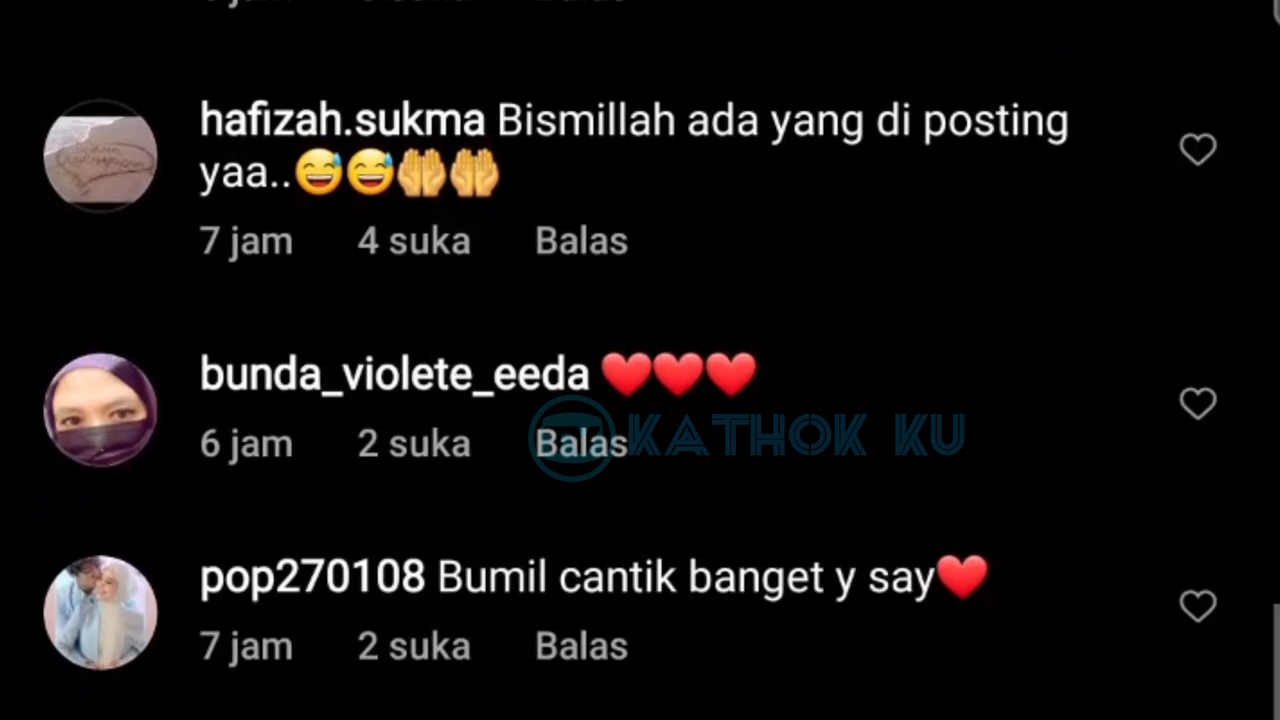 hafizah.sukma Bismillah ada yang di posting
yaa..😅😅🤲🤲
7 jam 4 suka Balas
bunda_violete_eeda ❤️❤️❤️
6 jam 2 suka Balas
KATHOK KU
pop270108 Bumil cantik banget y say❤️
7 jam 2 suka Balas